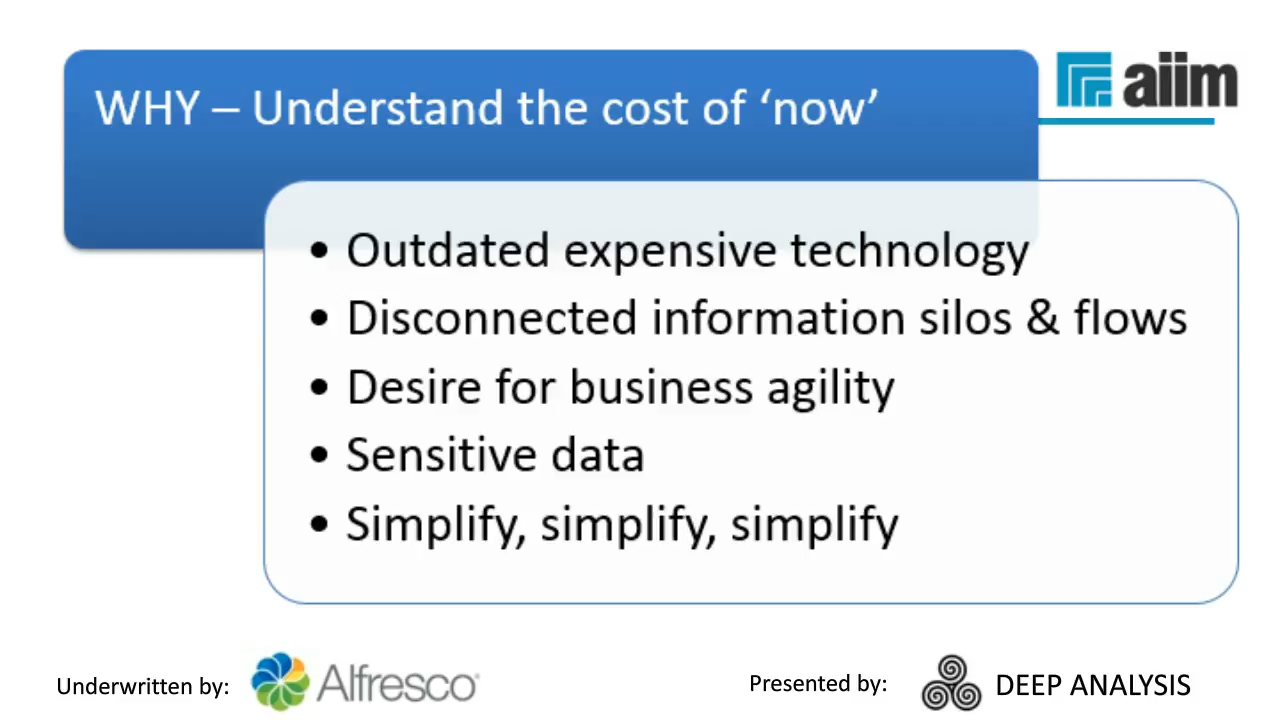 WHY – Understand the cost of ‘now’
aiim
• Outdated expensive technology
• Disconnected information silos & flows
• Desire for business agility
• Sensitive data
• Simplify, simplify, simplify
Underwritten by:
Alfresco
Presented by:
DEEP ANALYSIS